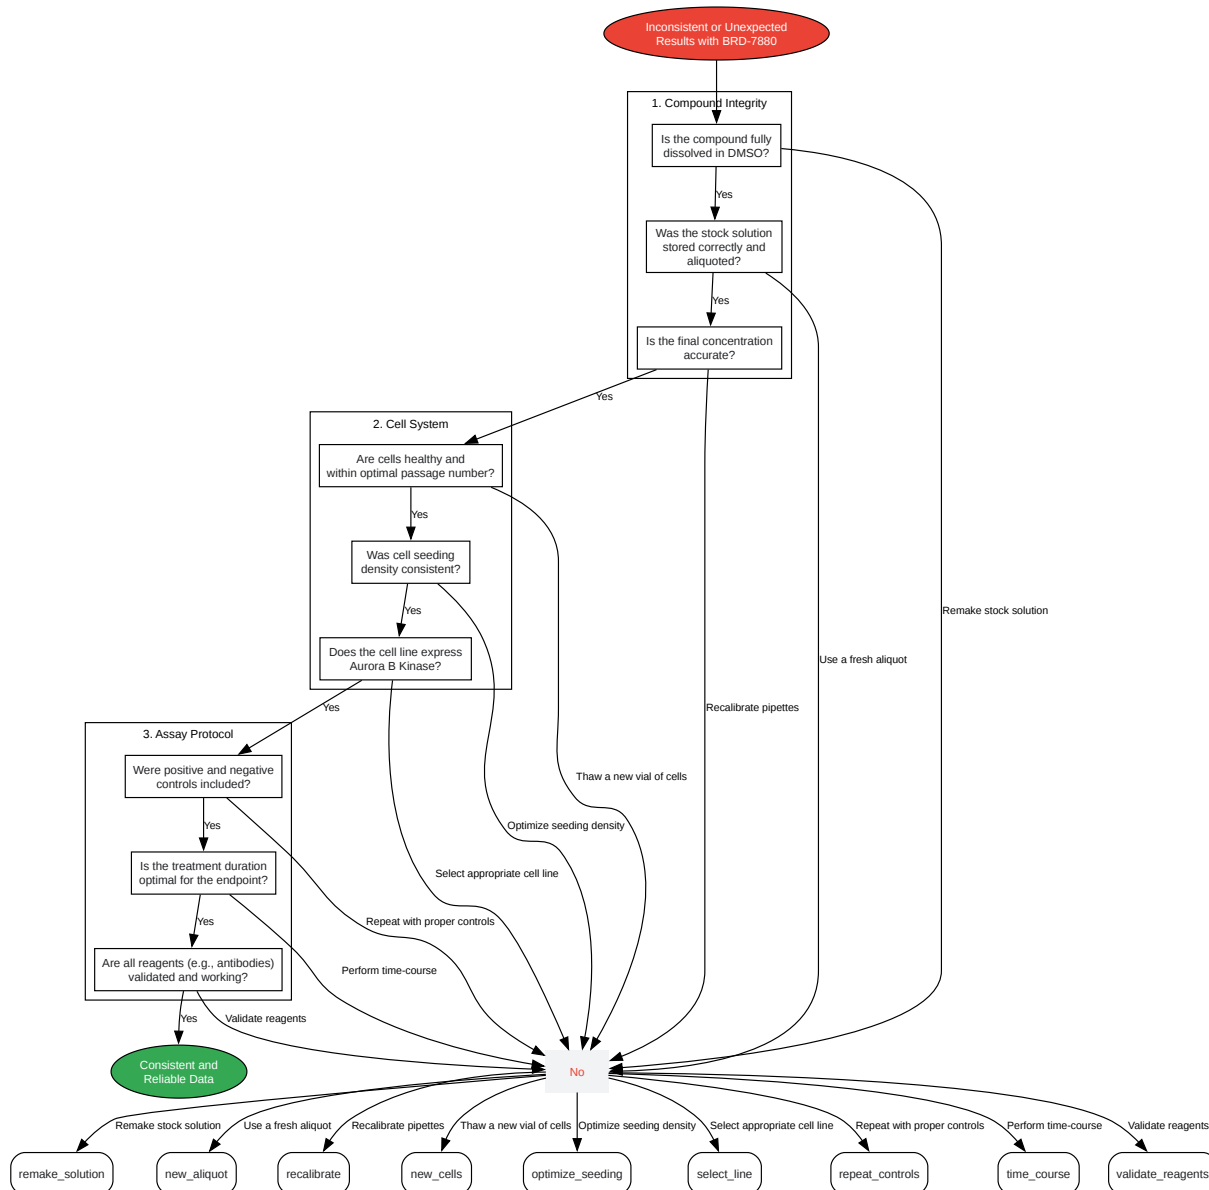 Inconsistent or Unexpected
Results with BRD-7880
1. Compound Integrity
Is the compound fully
dissolved in DMSO?
Yes
Was the stock solution
stored correctly and
aliquoted?
Yes
Is the final concentration
accurate?
Yes
2. Cell System
Are cells healthy and
within optimal passage number?
Yes
Was cell seeding
density consistent?
Yes
Does the cell line express
Aurora B Kinase?
Yes
Remake stock solution
Use a fresh aliquot
Recalibrate pipettes
Thaw a new vial of cells
Optimize seeding density
Select appropriate cell line
3. Assay Protocol
Were positive and negative
controls included?
Yes
Is the treatment duration
optimal for the endpoint?
Yes
Repeat with proper controls
Are all reagents (e.g., antibodies)
validated and working?
Perform time-course
Yes
Validate reagents
Consistent and
Reliable Data
No
Remake stock solution
Use a fresh aliquot
Recalibrate pipettes
Thaw a new vial of cells
Optimize seeding density
Select appropriate cell line
Repeat with proper controls
Perform time-course
Validate reagents
remake_solution
new_aliquot
recalibrate
new_cells
optimize_seeding
select_line
repeat_controls
time_course
validate_reagents